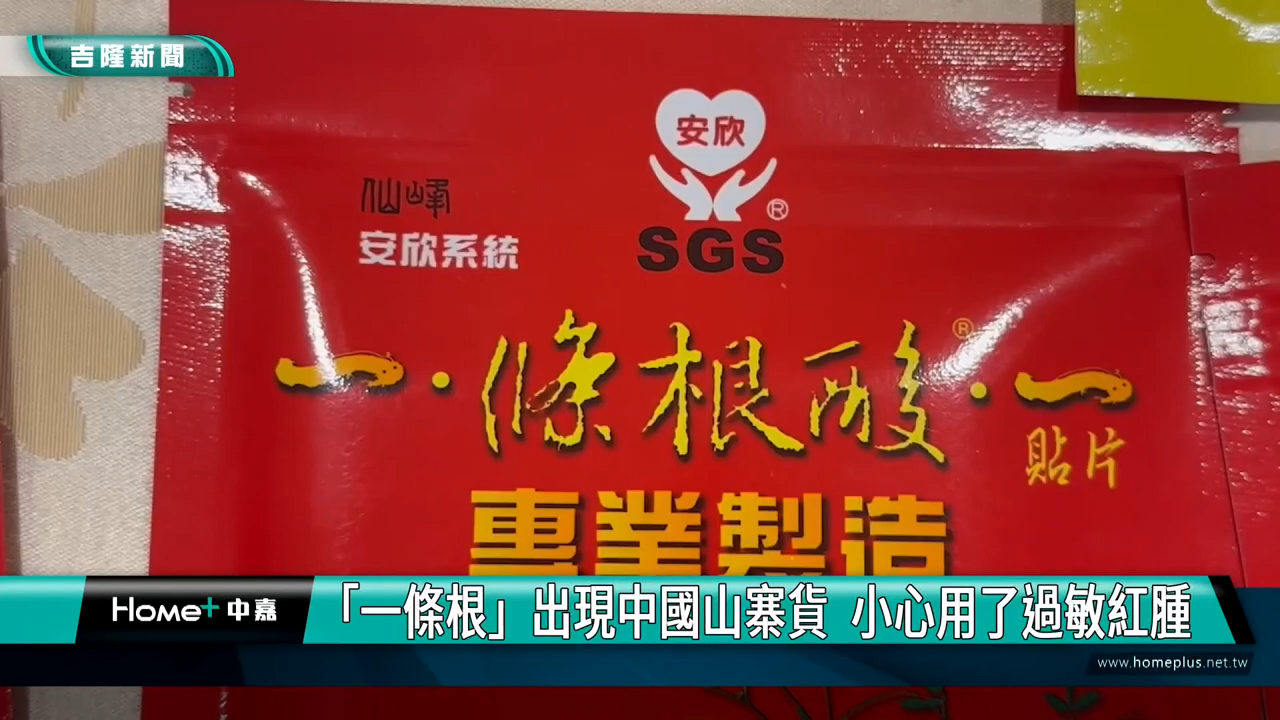 吉隆新聞
安欣
®
SGS
仙峰
安欣系統
一·條根酸®·一
貼片
專業製造
Home+中嘉
「一條根」出現中國山寨貨 小心用了過敏紅腫
www.homeplus.net.tw